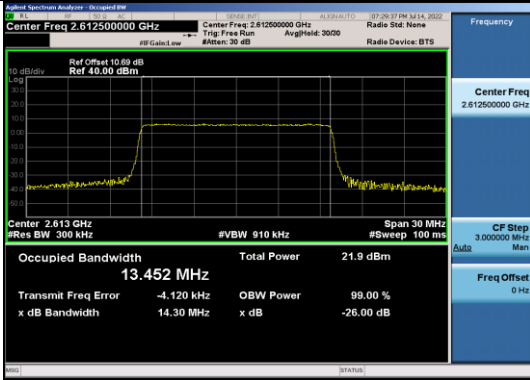 Agilent Spectrum Analyzer - Occupied BW
RL RF 50 Ω AC SENSE:INT ALIGNAUTO 07:29:37 PM Jul 14, 2022
Center Freq 2.612500000 GHz
Center Freq: 2.612500000 GHz
Radio Std: None
Trig: Free Run Avg|Hold: 30/30
#IFGain:Low #Atten: 30 dB Radio Device: BTS
Frequency
Ref Offset 10.69 dB
10 dB/div Ref 40.00 dBm
Log
30.0
20.0
10.0
0.00
-10.0
-20.0
-30.0
-40.0
-50.0
Center Freq
2.612500000 GHz
Center 2.613 GHz Span 30 MHz
#Res BW 300 kHz #VBW 910 kHz #Sweep 100 ms
CF Step
3.000000 MHz
Auto Man
Occupied Bandwidth Total Power 21.9 dBm
13.452 MHz
Transmit Freq Error -4.120 kHz OBW Power 99.00 %
x dB Bandwidth 14.30 MHz x dB -26.00 dB
Freq Offset
0 Hz
MSG STATUS